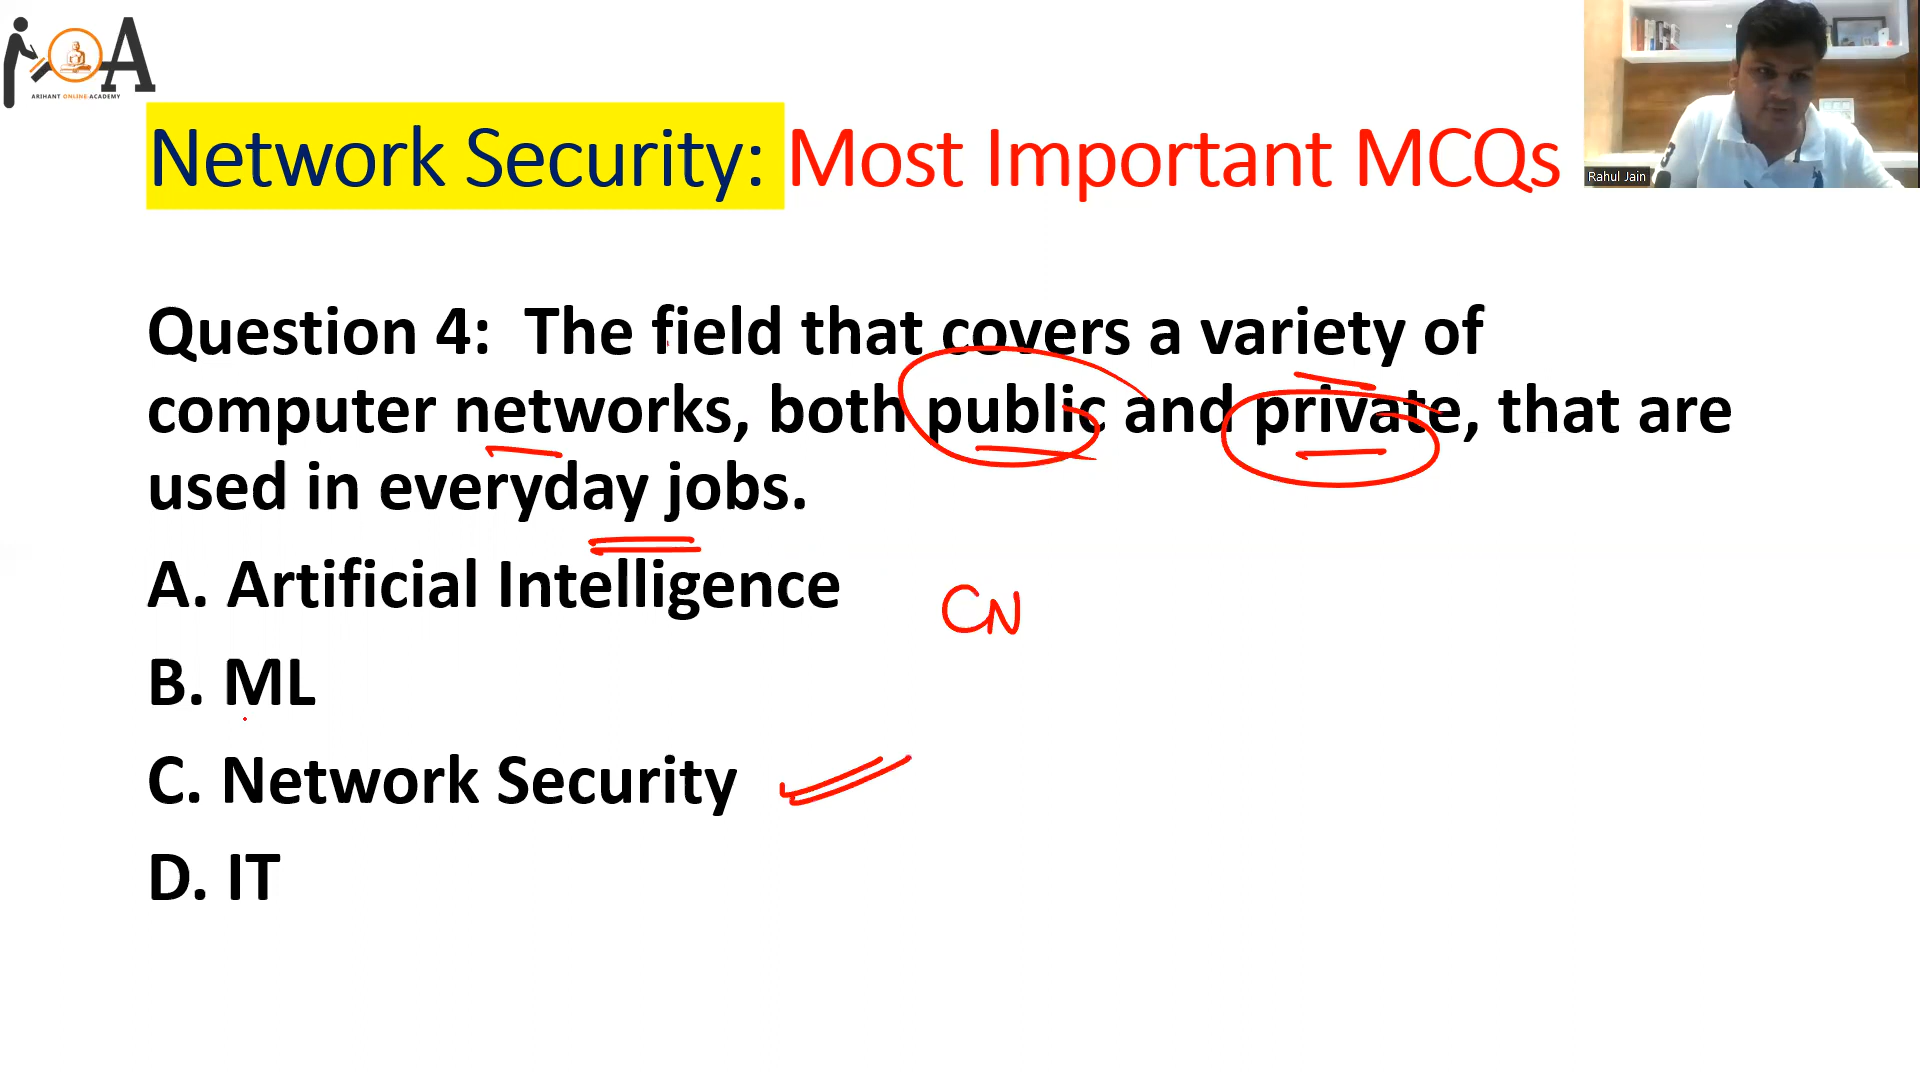 A
ARIHANT ONLINE ACADEMY
Network Security: Most Important MCQs
Rahul Jain
Question 4: The field that covers a variety of
computer networks, both public and private, that are
used in everyday jobs.
A. Artificial Intelligence
CN
B. ML
C. Network Security
D. IT